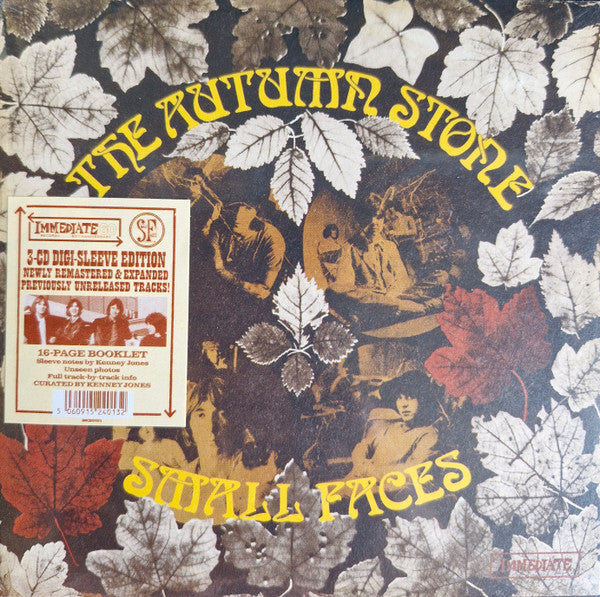 THE AUTUMN STONE
IMMEDIATE
SF
3-CD DIGI-SLEEVE EDITION
NEWLY REMASTERED & EXPANDED
PREVIOUSLY UNRELEASED TRACKS!
16-PAGE BOOKLET
Sleeve notes by Kenney Jones
Unseen photos
Full track-by-track info
CURATED BY KENNEY JONES
5 060915 240132
SMALL FACES
IMMEDIATE